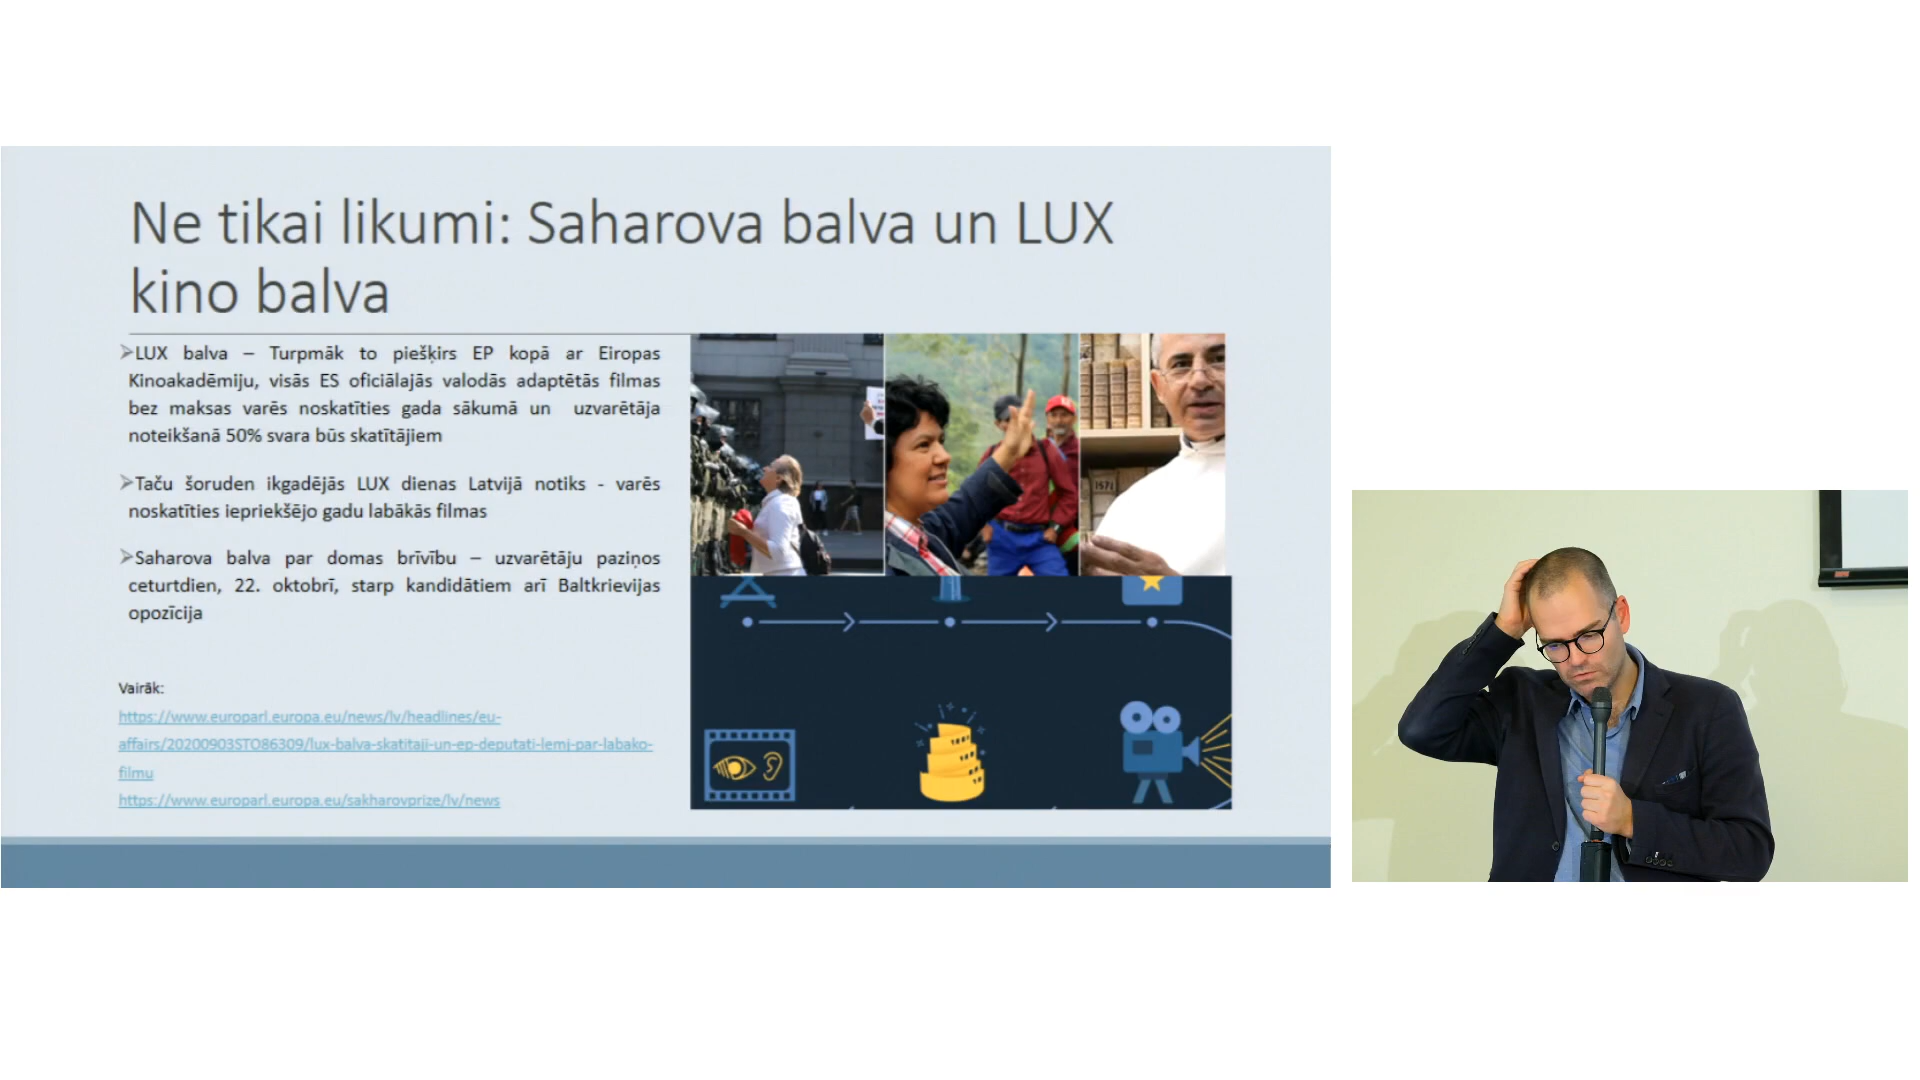 Ne tikai likumi: Saharova balva un LUX
kino balva
➢LUX balva – Turpmāk to piešķirs EP kopā ar Eiropas
Kinoakadēmiju, visās ES oficiālajās valodās adaptētās filmas
bez maksas varēs noskatīties gada sākumā un uzvarētāja
noteikšanā 50% svara būs skatītājiem
➢Taču šoruden ikgadējās LUX dienas Latvijā notiks - varēs
noskatīties iepriekšējo gadu labākās filmas
➢Saharova balva par domas brīvību – uzvarētāju paziņos
ceturtdien, 22. oktobrī, starp kandidātiem arī Baltkrievijas
opozīcija
Vairāk:
https://www.europarl.europa.eu/news/lv/headlines/eu-
affairs/20200903STO86309/lux-balva-skatitaji-un-ep-deputati-lemj-par-labako-
filmu
https://www.europarl.europa.eu/sakharovprize/lv/news
1571